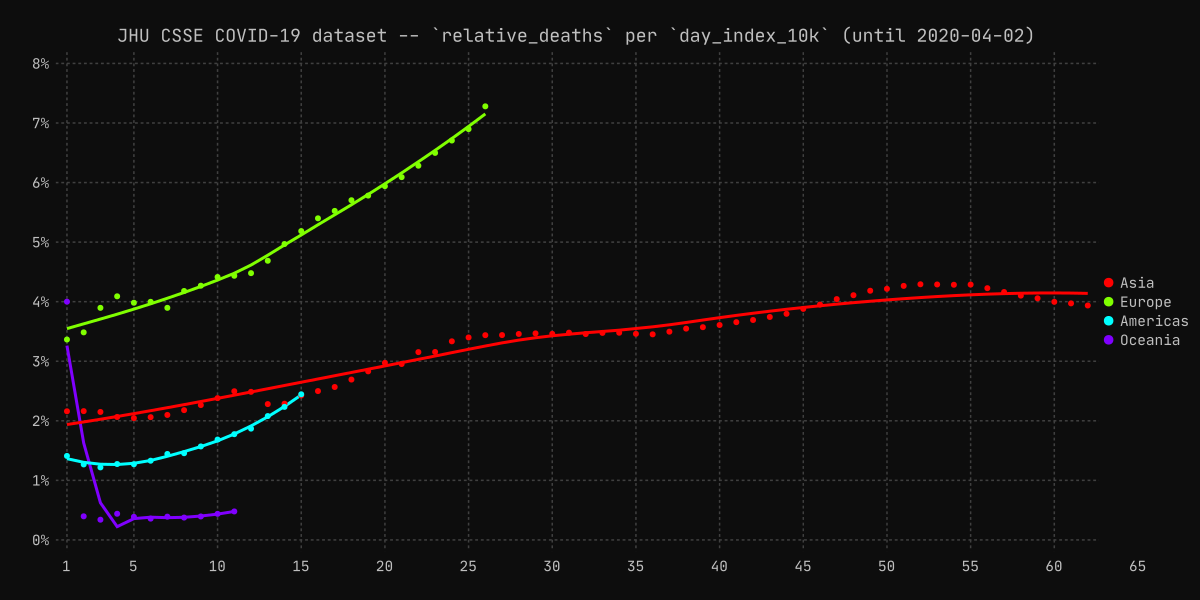 JHU CSSE COVID-19 dataset -- `relative_deaths` per `day_index_10k` (until 2020-04-02)
8%
7%
6%
5%
4%
3%
2%
1%
0%
1 5 10 15 20 25 30 35 40 45 50 55 60 65
Asia
Europe
Americas
Oceania